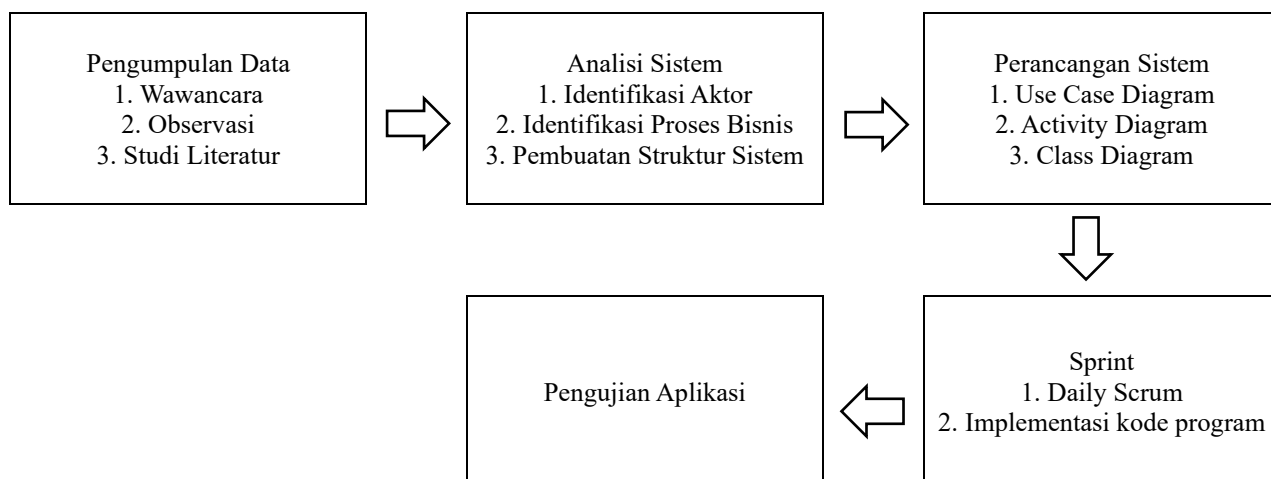 Pengumpulan Data
1. Wawancara
2. Observasi
3. Studi Literatur
Analisi Sistem
1. Identifikasi Aktor
2. Identifikasi Proses Bisnis
3. Pembuatan Struktur Sistem
Perancangan Sistem
1. Use Case Diagram
2. Activity Diagram
3. Class Diagram
Sprint
1. Daily Scrum
2. Implementasi kode program
Pengujian Aplikasi